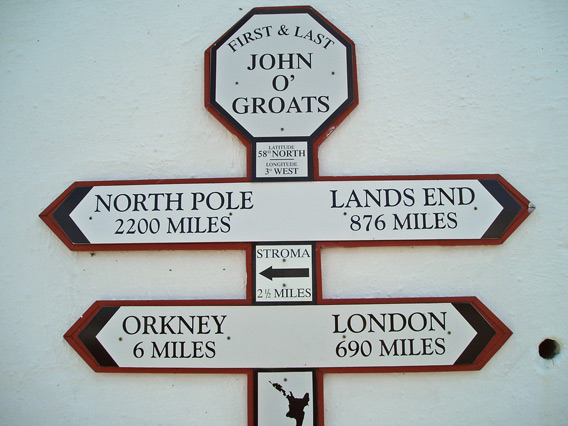 FIRST & LAST
JOHN
O'
GROATS
LATITUDE
58° NORTH
LONGITUDE
3° WEST
NORTH POLE
2200 MILES
LANDS END
876 MILES
STROMA
2½ MILES
ORKNEY
6 MILES
LONDON
690 MILES